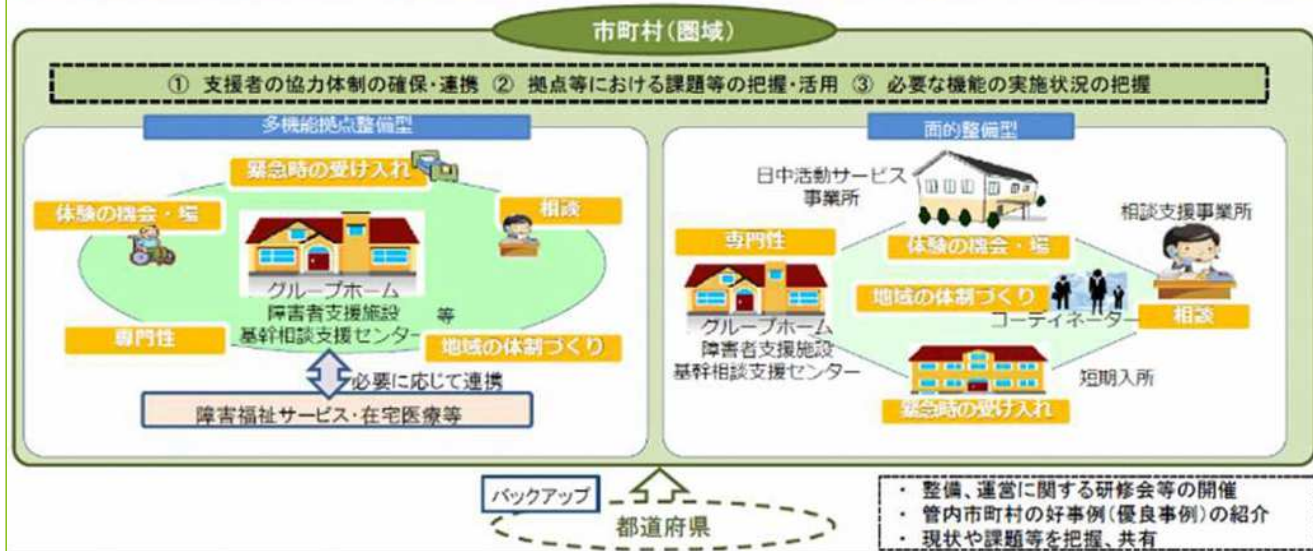 市町村(圏域)
① 支援者の協力体制の確保・連携 ② 拠点等における課題等の把握・活用 ③ 必要な機能の実施状況の把握
多機能拠点整備型
緊急時の受け入れ
体験の機会・場
相談
グループホーム
障害者支援施設
基幹相談支援センター
等
専門性
地域の体制づくり
必要に応じて連携
障害福祉サービス・在宅医療等
面的整備型
日中活動サービス
事業所
体験の機会・場
相談支援事業所
相談
専門性
グループホーム
障害者支援施設
基幹相談支援センター
地域の体制づくり
コーディネーター
短期入所
緊急時の受け入れ
バックアップ
都道府県
・ 整備、運営に関する研修会等の開催
・ 管内市町村の好事例(優良事例)の紹介
・ 現状や課題等を把握、共有